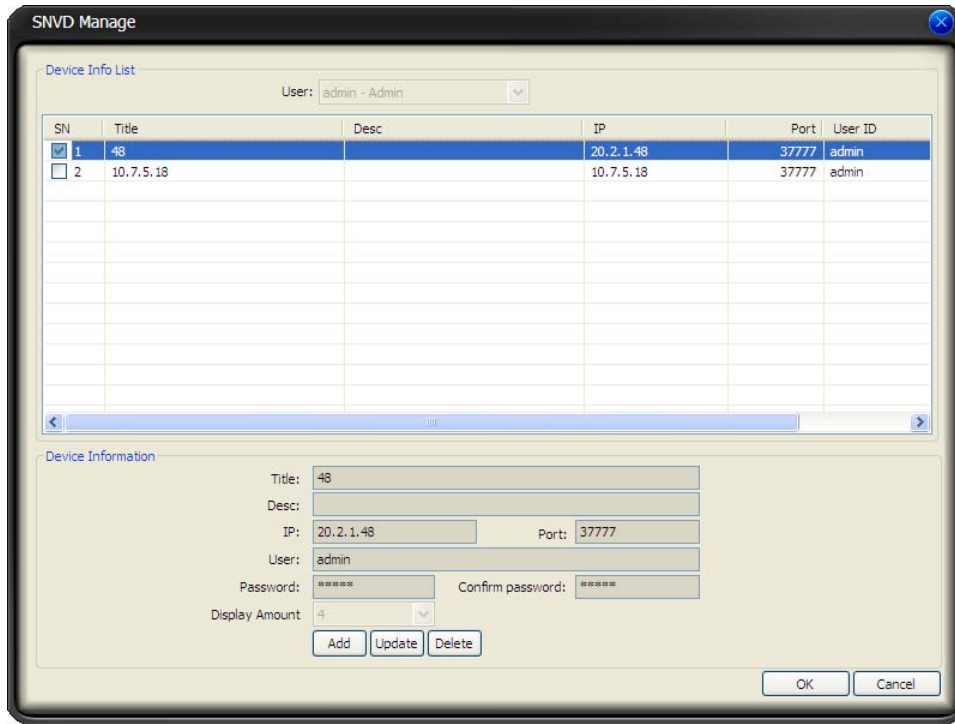 SNVD Manage
Device Info List
User: admin - Admin
SN Title Desc IP Port User ID
1 48 20.2.1.48 37777 admin
2 10.7.5.18 10.7.5.18 37777 admin
Device Information
Title: 48
Desc:
IP: 20.2.1.48 Port: 37777
User: admin
Password: ***** Confirm password: *****
Display Amount 4
Add Update Delete
OK Cancel